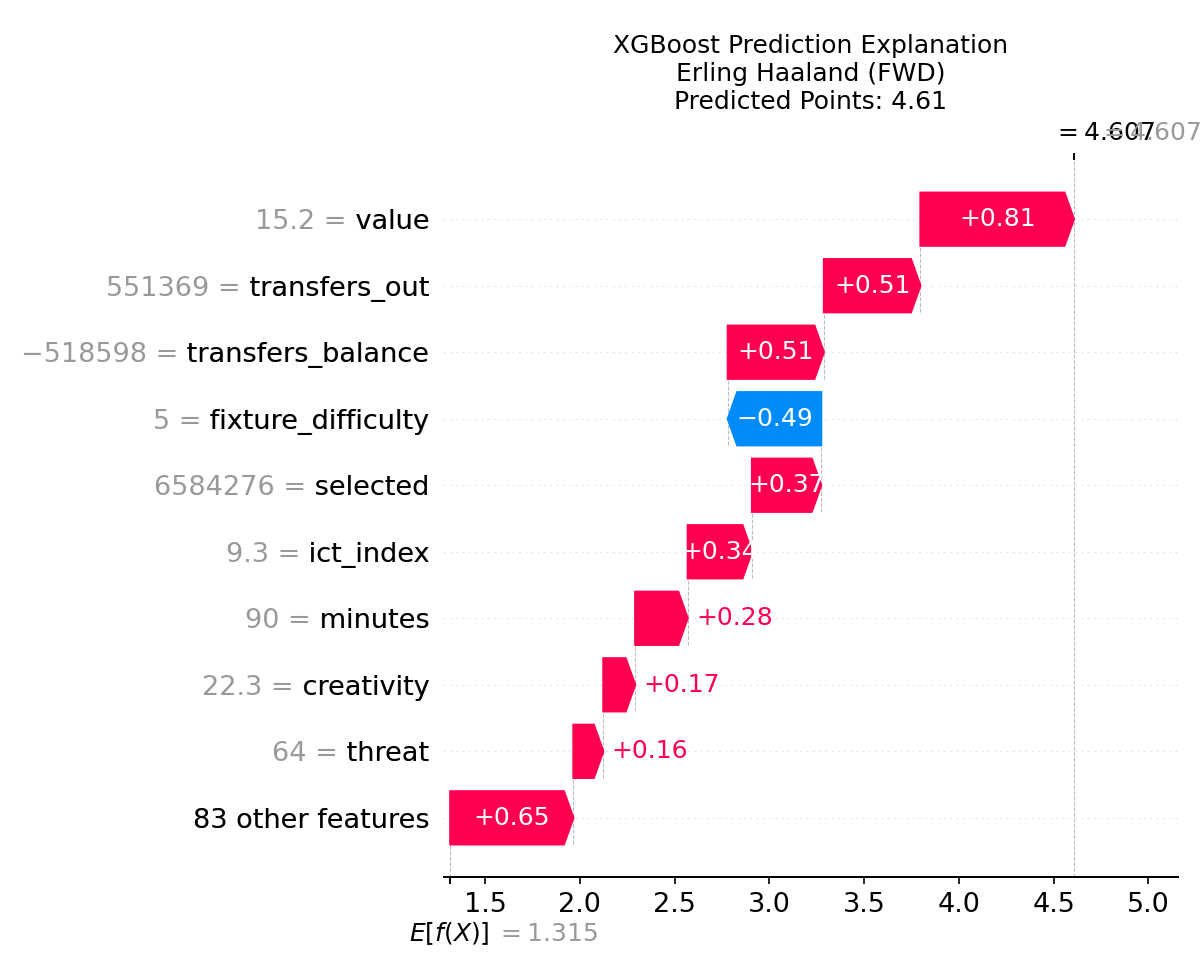 XGBoost Prediction Explanation
Erling Haaland (FWD)
Predicted Points: 4.61
= 4.607 = 4.607
15.2 = value +0.81
551369 = transfers_out +0.51
−518598 = transfers_balance +0.51
5 = fixture_difficulty −0.49
6584276 = selected +0.37
9.3 = ict_index +0.34
90 = minutes +0.28
22.3 = creativity +0.17
64 = threat +0.16
83 other features +0.65
1.5 2.0 2.5 3.0 3.5 4.0 4.5 5.0
E[f(X)] = 1.315